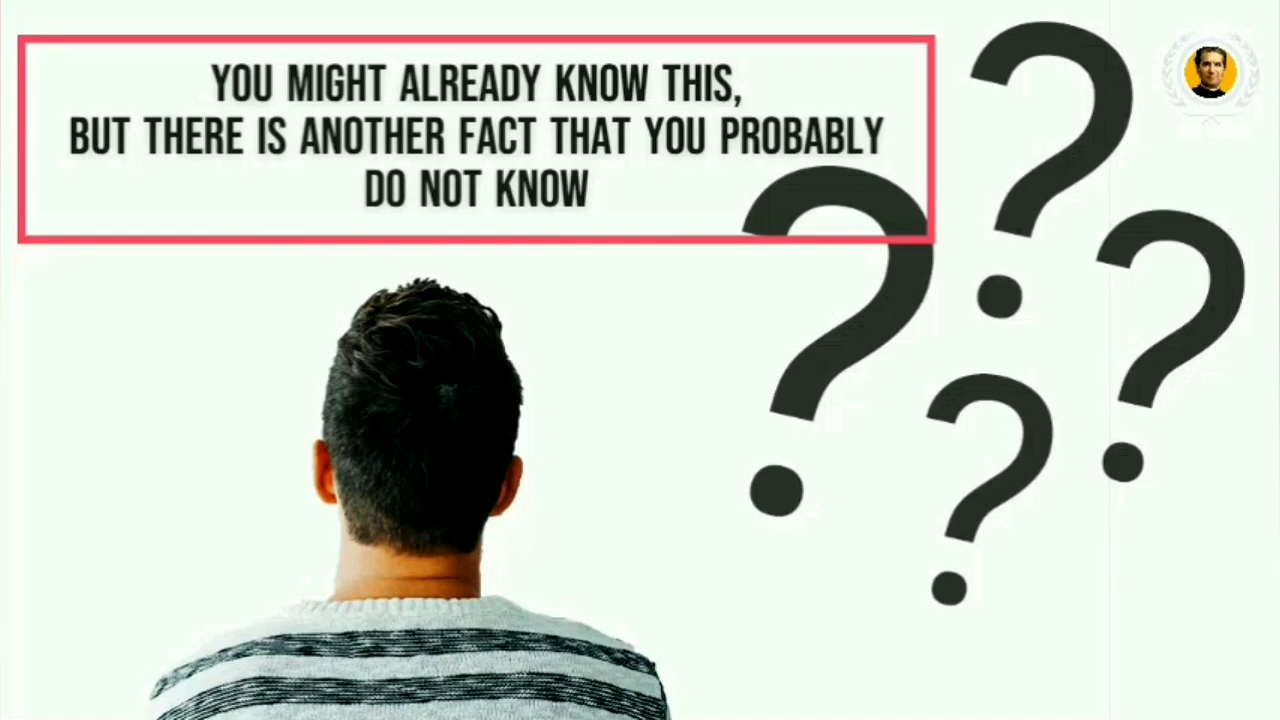 YOU MIGHT ALREADY KNOW THIS,
BUT THERE IS ANOTHER FACT THAT YOU PROBABLY
DO NOT KNOW
? ? ? ?